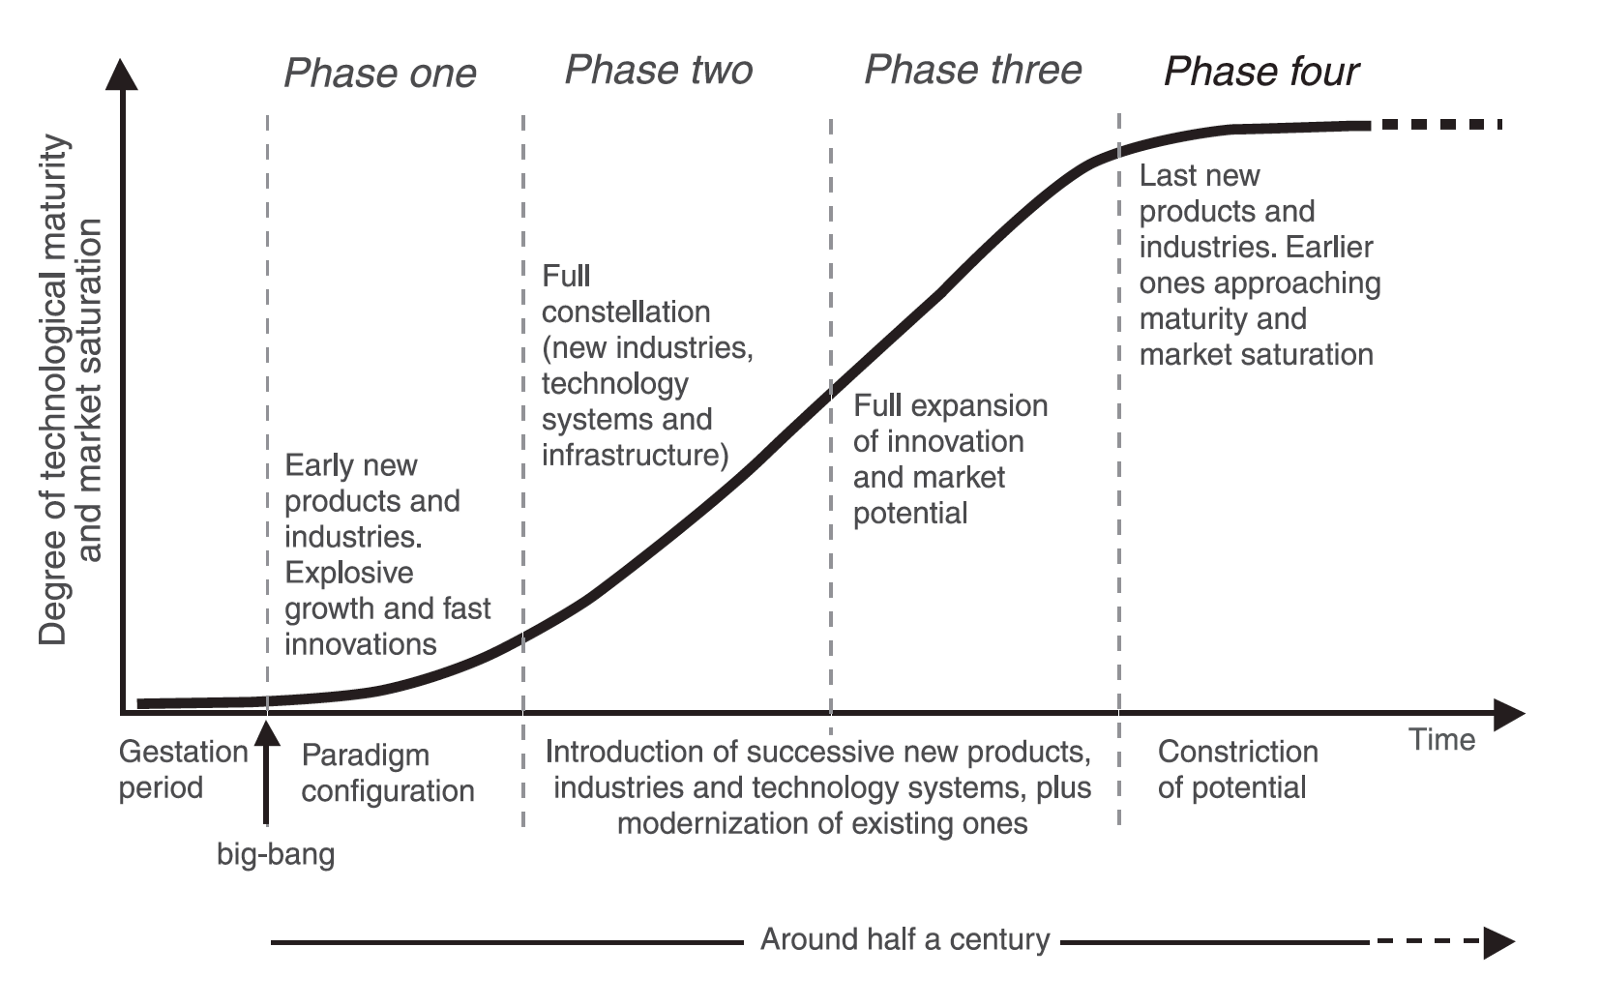 Phase one
Phase two
Phase three
Phase four
Degree of technological maturity
and market saturation
Early new
products and
industries.
Explosive
growth and fast
innovations
Full
constellation
(new industries,
technology
systems and
infrastructure)
Full expansion
of innovation
and market
potential
Last new
products and
industries. Earlier
ones approaching
maturity and
market saturation
Time
Gestation
period
big-bang
Paradigm
configuration
Introduction of successive new products,
industries and technology systems, plus
modernization of existing ones
Constriction
of potential
Around half a century